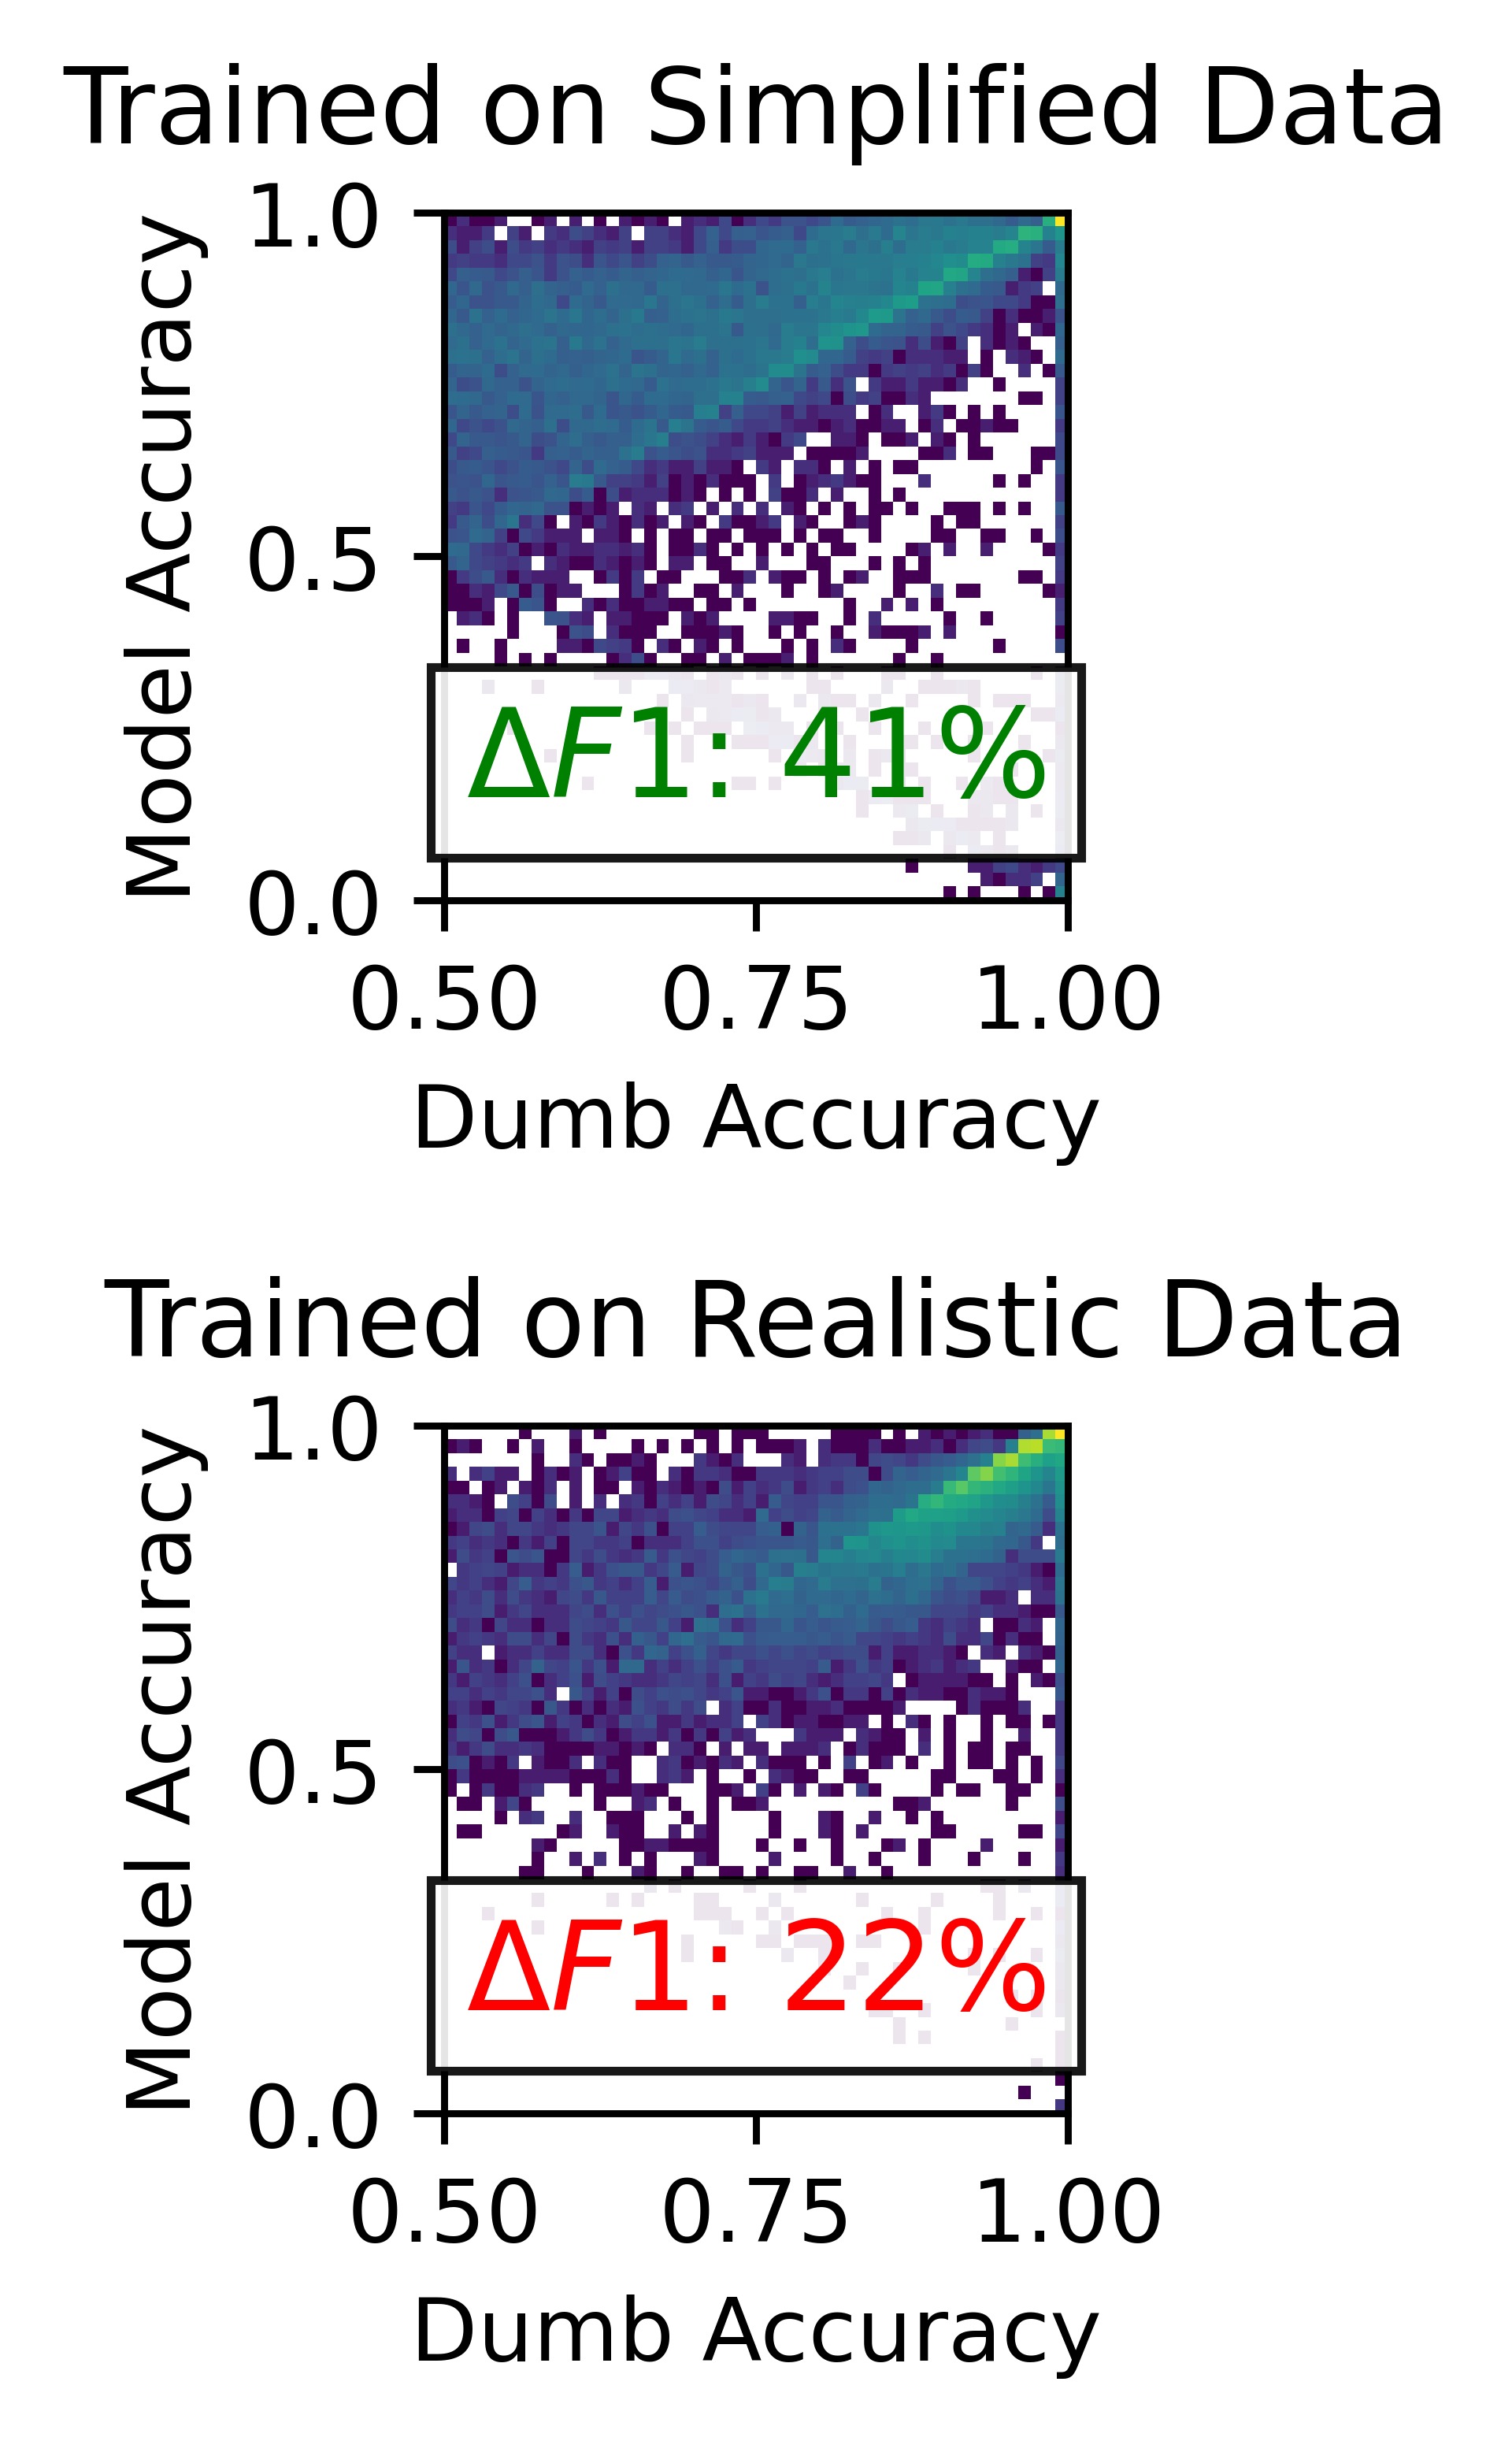 Trained on Simplified Data
1.0
0.5
0.0
Model Accuracy
ΔF1: 41%
0.50 0.75 1.00
Dumb Accuracy
Trained on Realistic Data
1.0
0.5
0.0
Model Accuracy
ΔF1: 22%
0.50 0.75 1.00
Dumb Accuracy